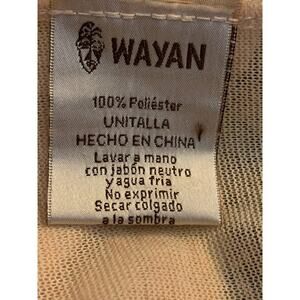 WAYAN
100% Poliéster
UNITALLA
HECHO EN CHINA
Lavar a mano
con jabón neutro
y agua fria
No exprimir
Secar colgado
a la sombra